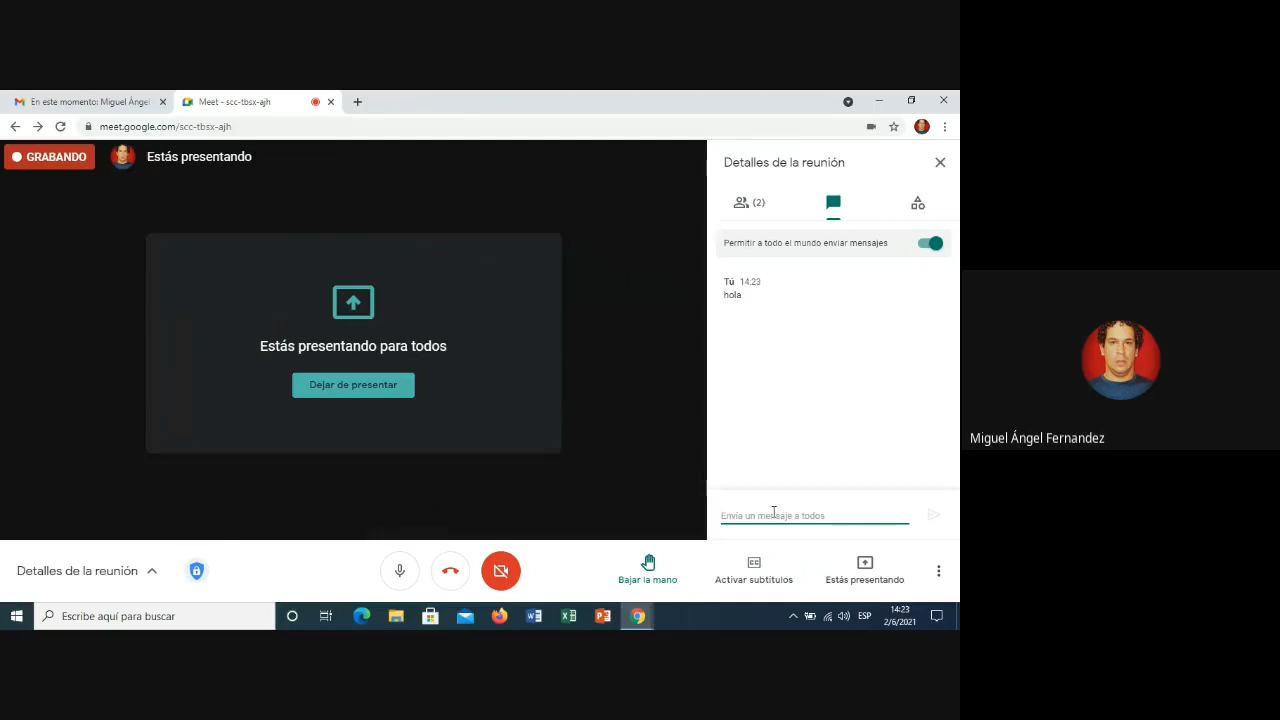 En este momento: Miguel Ángel
Meet - scc-tbsx-ajh
meet.google.com/scc-tbsx-ajh
GRABANDO
Estás presentando
Detalles de la reunión
(2)
Permitir a todo el mundo enviar mensajes
Tú 14:23
hola
Estás presentando para todos
Dejar de presentar
Miguel Ángel Fernandez
Envía un mensaje a todos
Detalles de la reunión
Bajar la mano
Activar subtítulos
Estás presentando
Escribe aquí para buscar
ESP
14:23
2/6/2021